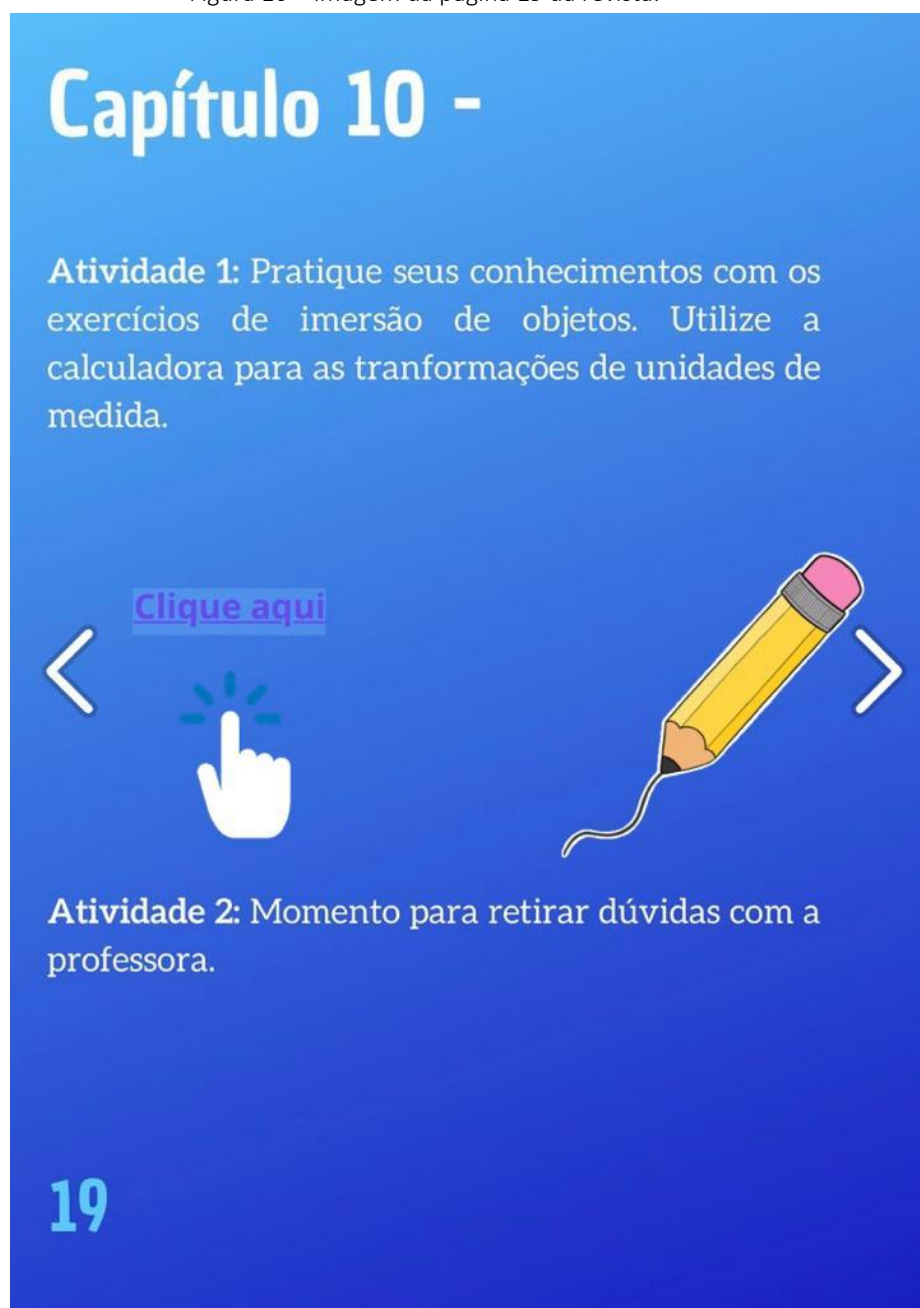 Capítulo 10 -
Atividade 1: Pratique seus conhecimentos com os
exercícios de imersão de objetos. Utilize a
calculadora para as tranformações de unidades de
medida.
Clique aqui
Atividade 2: Momento para retirar dúvidas com a
professora.
19